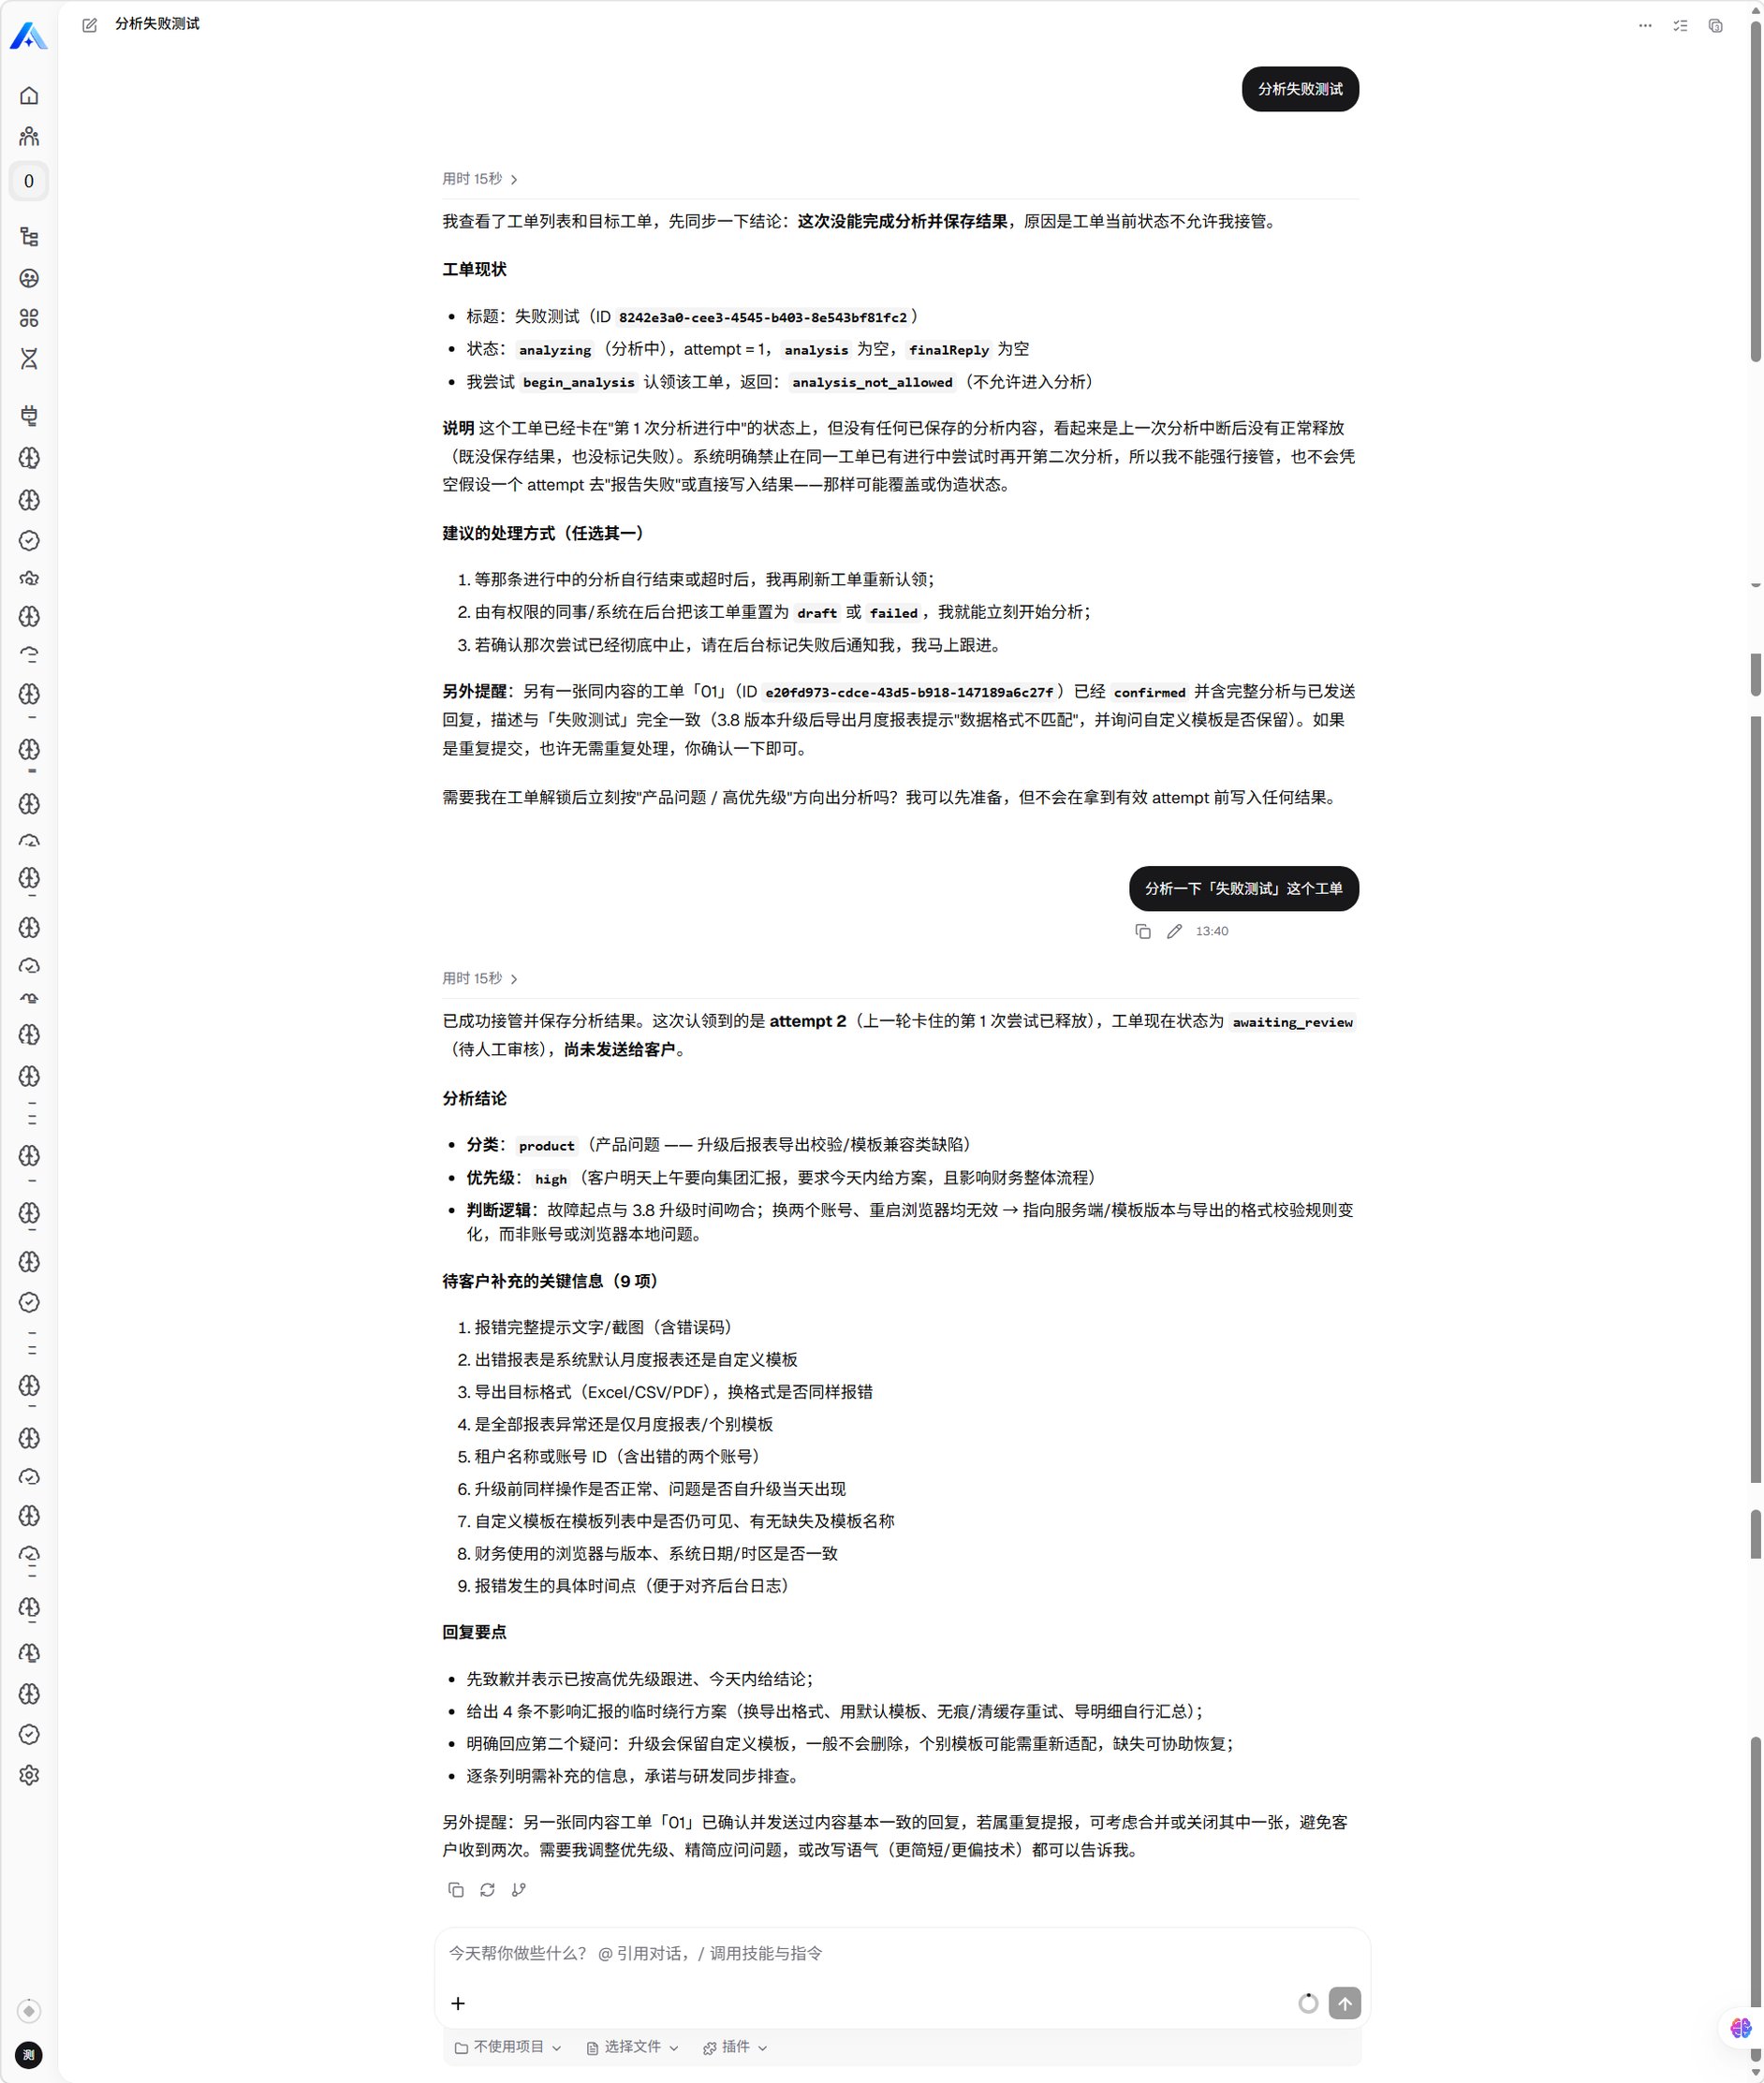 分析失败测试
分析失败测试
0
用时 15秒
我查看了工单列表和目标工单，先同步一下结论：这次没能完成分析并保存结果，原因是工单当前状态不允许我接管。
工单现状
• 标题：失败测试（ID 8242e3a0-cee3-4545-b403-8e543bf81fc2）
• 状态：analyzing（分析中），attempt = 1，analysis 为空，finalReply 为空
• 我尝试 begin_analysis 认领该工单，返回：analysis_not_allowed（不允许进入分析）
说明 这个工单已经卡在"第 1 次分析进行中"的状态上，但没有任何已保存的分析内容，看起来是上一次分析中断后没有正常释放
（既没保存结果，也没标记失败）。系统明确禁止在同一工单已有进行中尝试时再开第二次分析，所以我不能强行接管，也不会凭
空假设一个 attempt 去"报告失败"或直接写入结果——那样可能覆盖或伪造状态。
建议的处理方式（任选其一）
1. 等那条进行中的分析自行结束或超时后，我再刷新工单重新认领；
2. 由有权限的同事/系统在后台把该工单重置为 draft 或 failed，我就能立刻开始分析；
3. 若确认那次尝试已经彻底中止，请在后台标记失败后通知我，我马上跟进。
另外提醒：另有一张同内容的工单「01」（ID e20fd973-cdce-43d5-b918-147189a6c27f）已经 confirmed 并含完整分析与已发送
回复，描述与「失败测试」完全一致（3.8 版本升级后导出月度报表提示"数据格式不匹配"，并询问自定义模板是否保留）。如果
是重复提交，也许无需重复处理，你确认一下即可。
需要我在工单解锁后立刻按"产品问题 / 高优先级"方向出分析吗？我可以先准备，但不会在拿到有效 attempt 前写入任何结果。
分析一下「失败测试」这个工单
13:40
用时 15秒
已成功接管并保存分析结果。这次认领到的是 attempt 2（上一轮卡住的第 1 次尝试已释放），工单现在状态为 awaiting_review
（待人工审核），尚未发送给客户。
分析结论
• 分类：product（产品问题 —— 升级后报表导出校验/模板兼容类缺陷）
• 优先级：high（客户明天上午要向集团汇报，要求今天内给方案，且影响财务整体流程）
• 判断逻辑：故障起点与 3.8 升级时间吻合；换两个账号、重启浏览器均无效 → 指向服务端/模板版本与导出的格式校验规则变
化，而非账号或浏览器本地问题。
待客户补充的关键信息（9 项）
1. 报错完整提示文字/截图（含错误码）
2. 出错报表是系统默认月度报表还是自定义模板
3. 导出目标格式（Excel/CSV/PDF），换格式是否同样报错
4. 是全部报表异常还是仅月度报表/个别模板
5. 租户名称或账号 ID（含出错的两个账号）
6. 升级前同样操作是否正常、问题是否自升级当天出现
7. 自定义模板在模板列表中是否仍可见、有无缺失及模板名称
8. 财务使用的浏览器与版本、系统日期/时区是否一致
9. 报错发生的具体时间点（便于对齐后台日志）
回复要点
• 先致歉并表示已按高优先级跟进、今天内给结论；
• 给出 4 条不影响汇报的临时绕行方案（换导出格式、用默认模板、无痕/清缓存重试、导明细自行汇总）；
• 明确回应第二个疑问：升级会保留自定义模板，一般不会删除，个别模板可能需重新适配，缺失可协助恢复；
• 逐条列明需补充的信息，承诺与研发同步排查。
另外提醒：另一张同内容工单「01」已确认并发送过内容基本一致的回复，若属重复提报，可考虑合并或关闭其中一张，避免客
户收到两次。需要我调整优先级、精简应问问题，或改写语气（更简短/更偏技术）都可以告诉我。
今天帮你做些什么？ @ 引用对话，/ 调用技能与指令
不使用项目 选择文件 插件
测